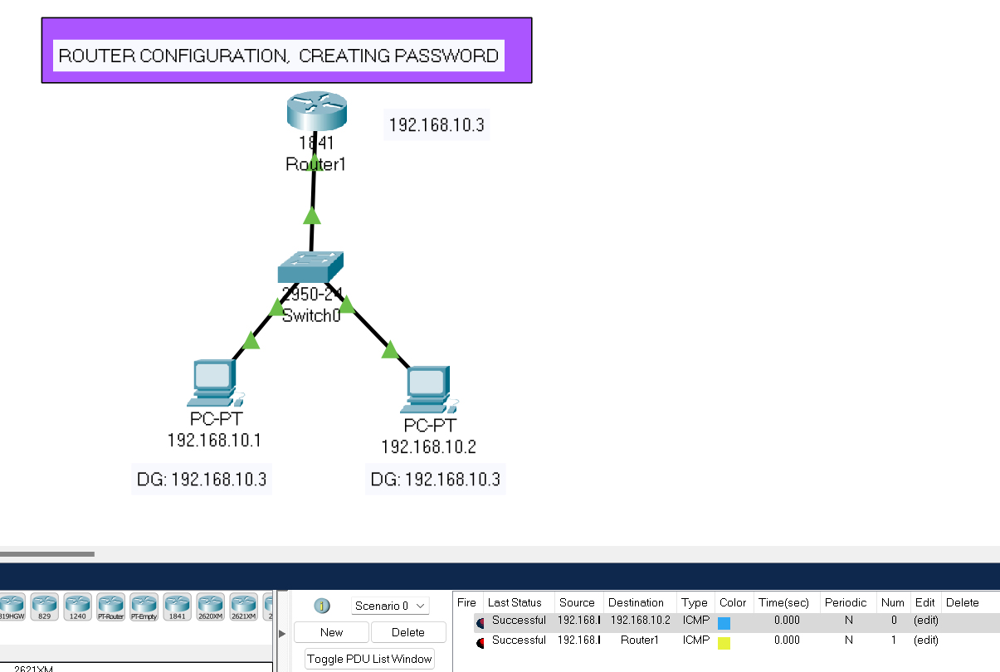 ROUTER CONFIGURATION, CREATING PASSWORD
192.168.10.3
1841
Router1
2950-24
Switch0
PC-PT
192.168.10.1
DG: 192.168.10.3
PC-PT
192.168.10.2
DG: 192.168.10.3
819HGW 829 1240 PT-Router PT-Empty 1841 2620XM 2621XM 2
2621XM
Scenario 0
New Delete
Toggle PDU List Window
Fire Last Status Source Destination Type Color Time(sec) Periodic Num Edit Delete
Successful 192.168.1 192.168.10.2 ICMP 0.000 N 0 (edit)
Successful 192.168.1 Router1 ICMP 0.000 N 1 (edit)